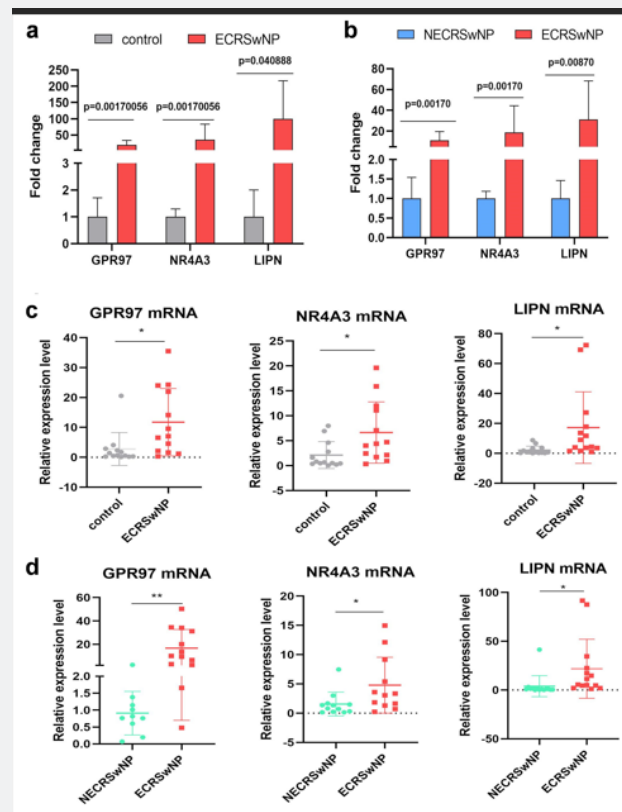 a
control ECRSwNP
Fold change
250
200
150
100
50
3
2
1
0
p=0.00170056 p=0.00170056 p=0.040888
GPR97 NR4A3 LIPN
b
NECRSwNP ECRSwNP
Fold change
80
60
40
20
2.0
1.5
1.0
0.5
0.0
p=0.00170 p=0.00170 p=0.00870
GPR97 NR4A3 LIPN
c
GPR97 mRNA
Relative expression level
40
30
20
10
0
-10
*
control ECRSwNP
NR4A3 mRNA
Relative expression level
25
20
15
10
5
0
-5
*
control ECRSwNP
LIPN mRNA
Relative expression level
80
60
40
20
0
-20
*
control ECRSwNP
d
GPR97 mRNA
Relative expression level
60
40
20
2.0
1.5
1.0
0.5
0.0
**
NECRSwNP ECRSwNP
NR4A3 mRNA
Relative expression level
20
15
10
5
0
-5
*
NECRSwNP ECRSwNP
LIPN mRNA
Relative expression level
100
50
0
-50
*
NECRSwNP ECRSwNP